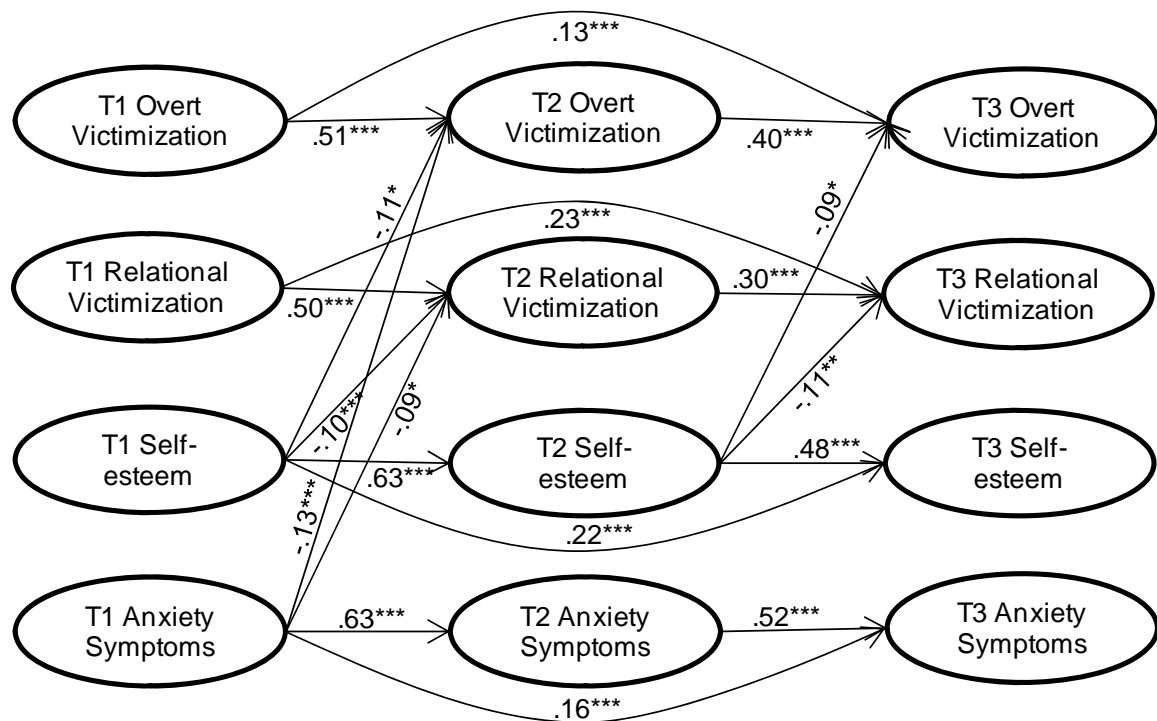 .13***
T1 Overt
Victimization
T2 Overt
Victimization
T3 Overt
Victimization
.51***
.40***
-.11*
-.09*
.23***
T1 Relational
Victimization
T2 Relational
Victimization
T3 Relational
Victimization
.50***
.30***
-.10***
-.09*
-.11**
T1 Self-
esteem
T2 Self-
esteem
T3 Self-
esteem
.63***
.48***
-.13***
.22***
T1 Anxiety
Symptoms
T2 Anxiety
Symptoms
T3 Anxiety
Symptoms
.63***
.52***
.16***